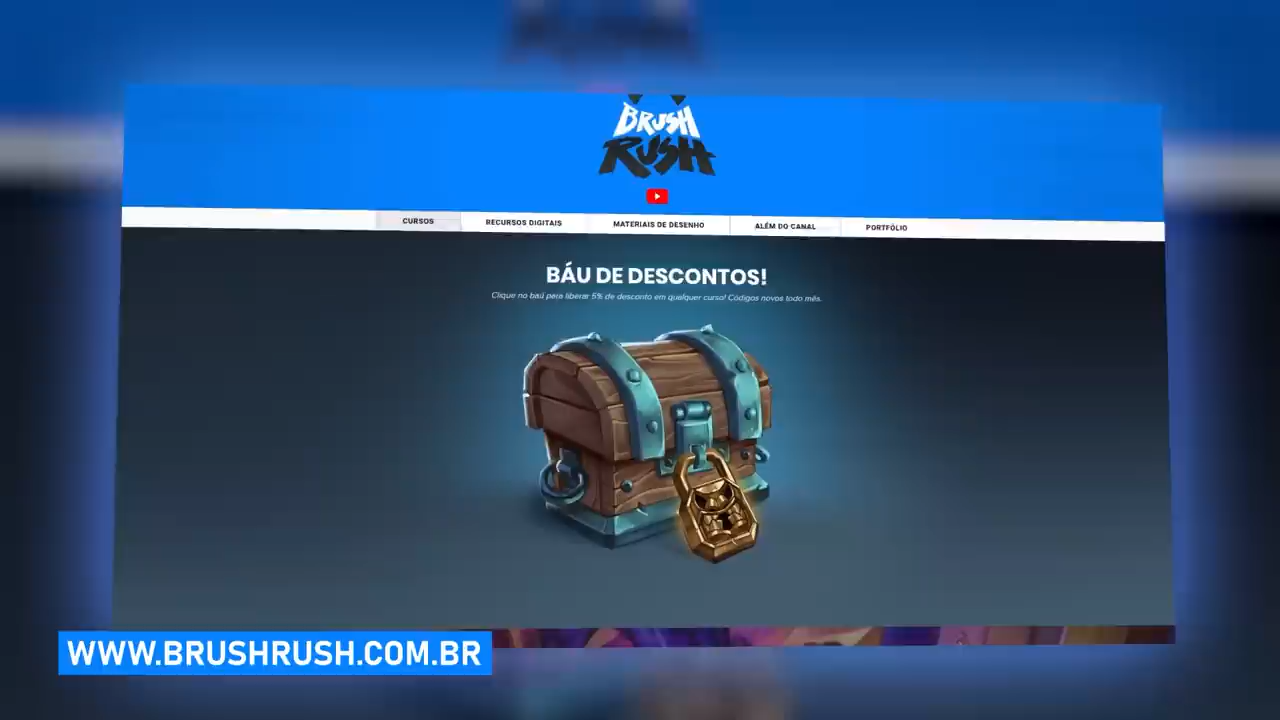 BRUSH
RUSH
CURSOS
RECURSOS DIGITAIS
MATERIAIS DE DESENHO
ALÉM DO CANAL
PORTFÓLIO
BÁU DE DESCONTOS!
Clique no baú para liberar 5% de desconto em qualquer curso! Códigos novos todo mês.
WWW.BRUSHRUSH.COM.BR